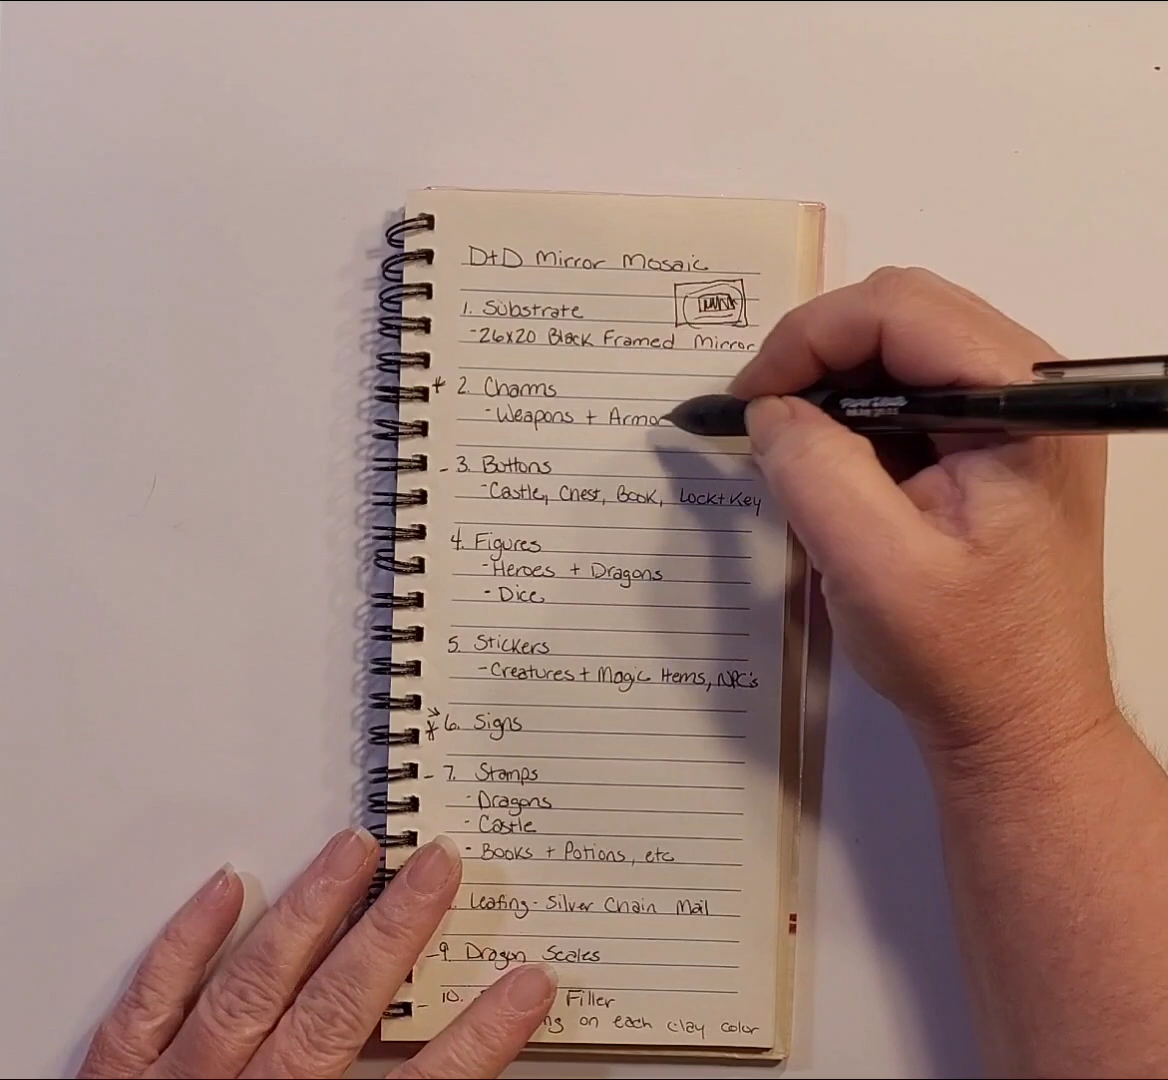 D+D Mirror Mosaic
1. Substrate
-26x20 Black Framed Mirror
* 2. Charms
- Weapons + Armor
- 3. Buttons
- Castle, Chest, Book, Lock+Key
4. Figures
- Heroes + Dragons
- Dice
5. Stickers
- Creatures + Magic Items, NPC's
* 6. Signs
- 7. Stamps
- Dragons
- Castle
- Books + Potions, etc
Leafing - Silver Chain Mail
- 9. Dragon Scales
- 10. Filler
on each clay color